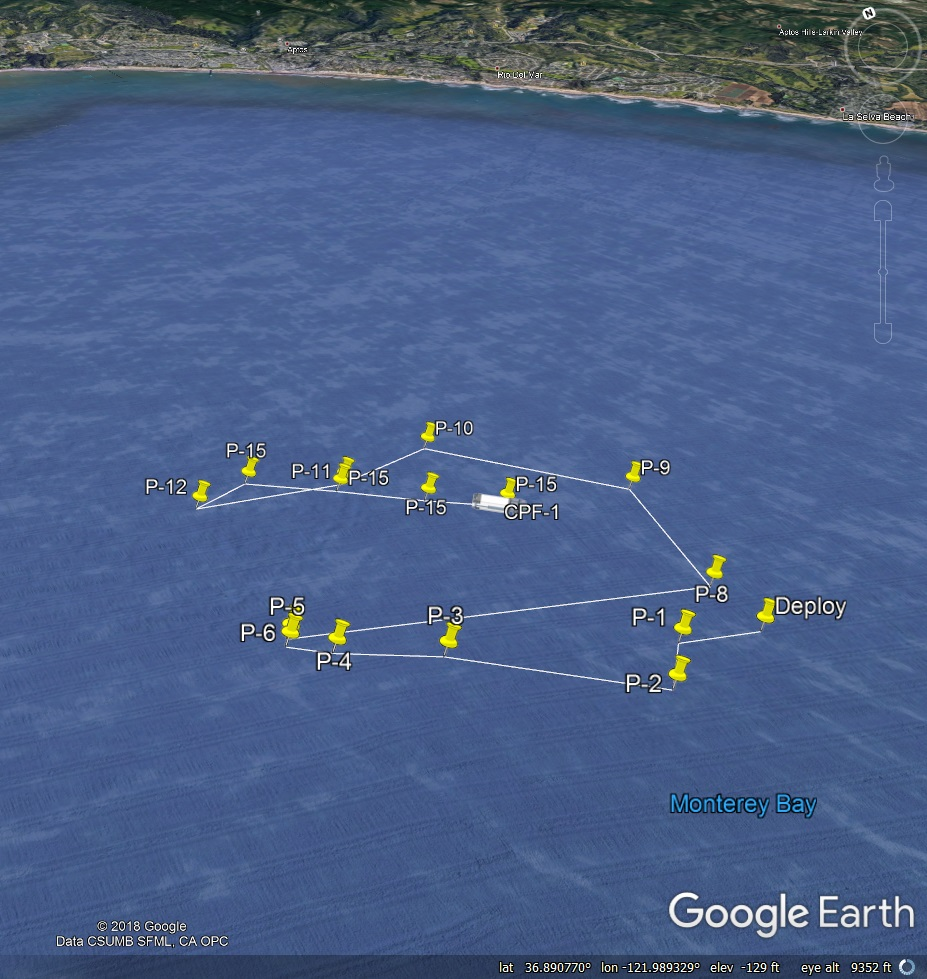 N
Aptos Hills-Larkin Valley
Aptos
Rio Del Mar
La Selva Beach
P-10
P-15
P-11
P-15
P-9
P-12
P-15
P-15
CPF-1
P-8
P-5
P-1
Deploy
P-6
P-3
P-4
P-2
Monterey Bay
Google Earth
© 2018 Google
Data CSUMB SFML, CA OPC
lat 36.890770° lon -121.989329° elev -129 ft eye alt 9352 ft